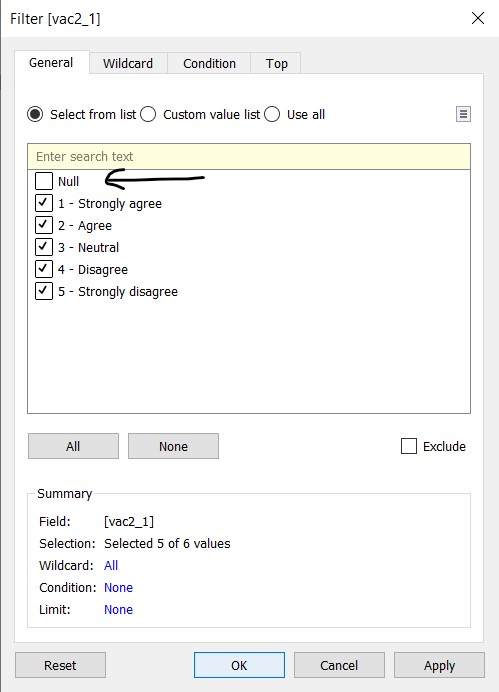 Filter [vac2_1]
General Wildcard Condition Top
Select from list Custom value list Use all
Enter search text
Null
1 - Strongly agree
2 - Agree
3 - Neutral
4 - Disagree
5 - Strongly disagree
All None Exclude
Summary
Field: [vac2_1]
Selection: Selected 5 of 6 values
Wildcard: All
Condition: None
Limit: None
Reset OK Cancel Apply